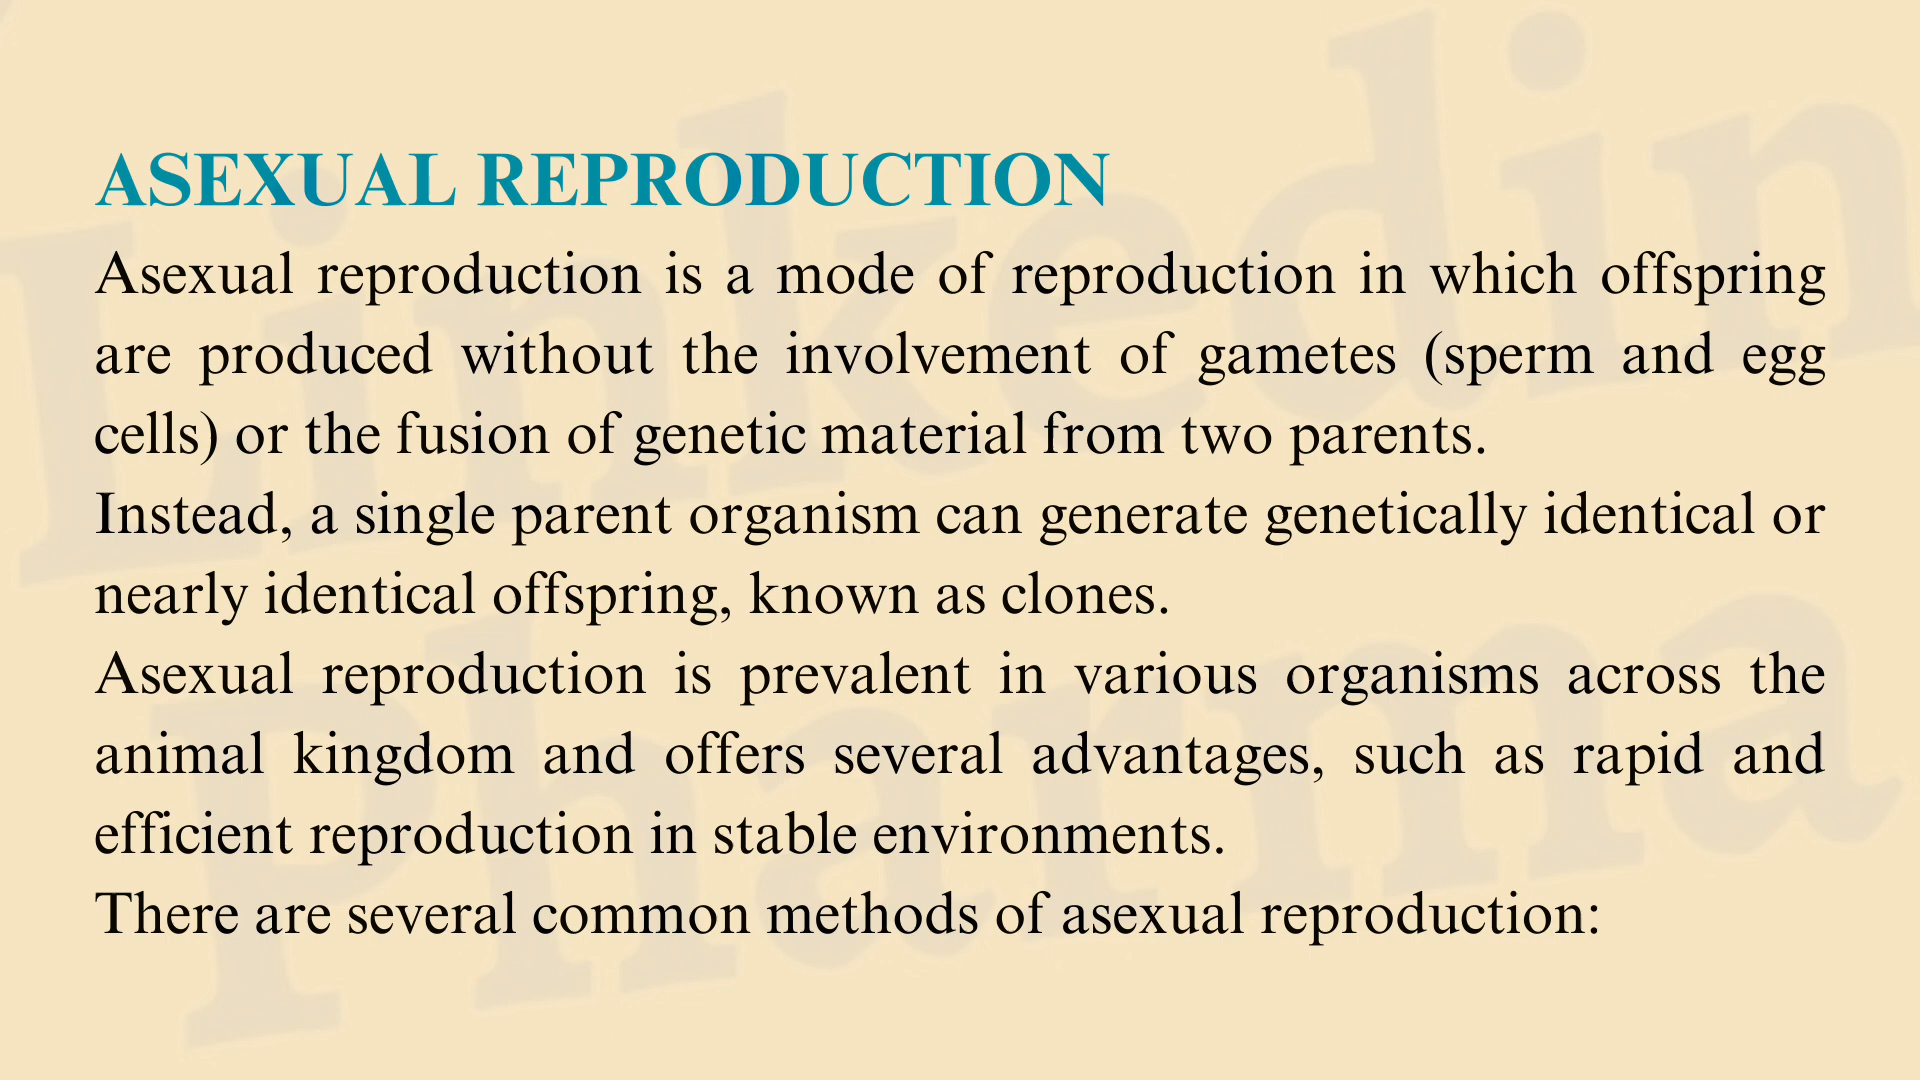 ASEXUAL REPRODUCTION
Asexual reproduction is a mode of reproduction in which offspring
are produced without the involvement of gametes (sperm and egg
cells) or the fusion of genetic material from two parents.
Instead, a single parent organism can generate genetically identical or
nearly identical offspring, known as clones.
Asexual reproduction is prevalent in various organisms across the
animal kingdom and offers several advantages, such as rapid and
efficient reproduction in stable environments.
There are several common methods of asexual reproduction:
Linkedin
Pharma